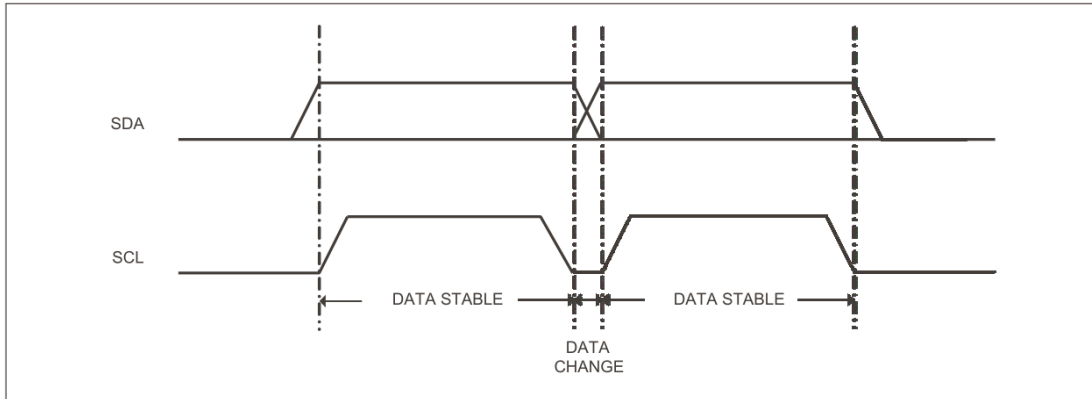 SDA
SCL
DATA STABLE
DATA STABLE
DATA
CHANGE